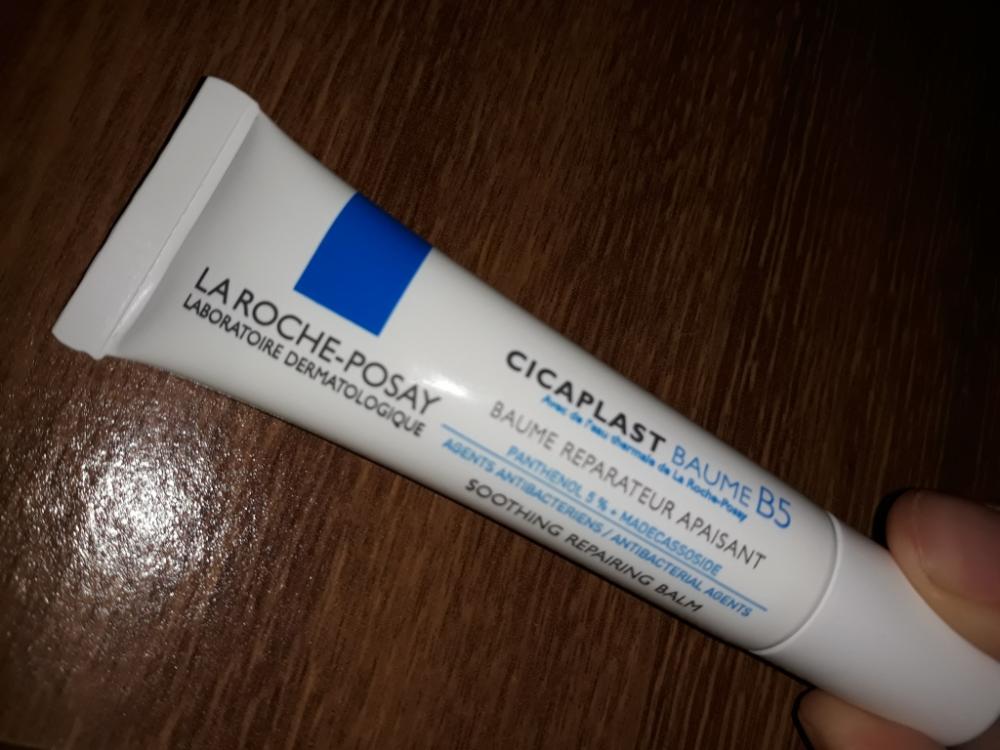 LA ROCHE-POSAY
LABORATOIRE DERMATOLOGIQUE
CICAPLAST BAUME B5
Avec de l'eau thermale de La Roche-Posay
BAUME REPARATEUR APAISANT
PANTHENOL 5 % + MADECASSOSIDE
AGENTS ANTIBACTERIENS / ANTIBACTERIAL AGENTS
SOOTHING REPAIRING BALM